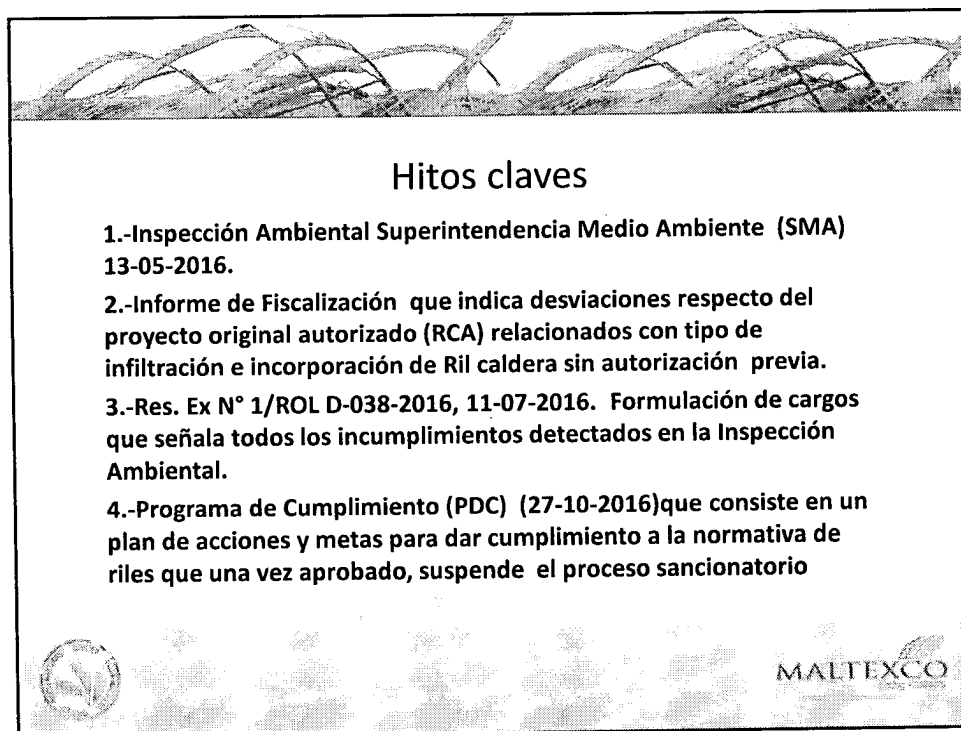 Hitos claves
1.-Inspección Ambiental Superintendencia Medio Ambiente (SMA)
13-05-2016.
2.-Informe de Fiscalización que indica desviaciones respecto del
proyecto original autorizado (RCA) relacionados con tipo de
infiltración e incorporación de Ril caldera sin autorización previa.
3.-Res. Ex N° 1/ROL D-038-2016, 11-07-2016. Formulación de cargos
que señala todos los incumplimientos detectados en la Inspección
Ambiental.
4.-Programa de Cumplimiento (PDC) (27-10-2016)que consiste en un
plan de acciones y metas para dar cumplimiento a la normativa de
riles que una vez aprobado, suspende el proceso sancionatorio
MALTEXCO